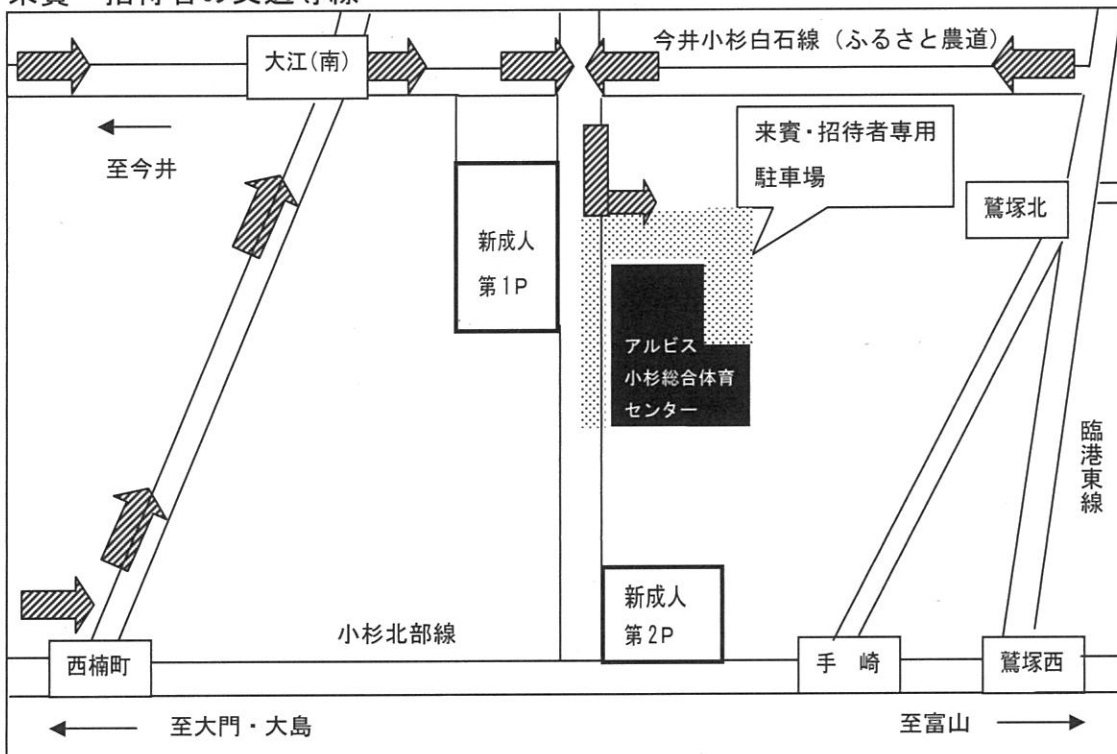 来賓・招待者の交通導線
今井小杉白石線（ふるさと農道）
大江(南)
至今井
来賓・招待者専用
駐車場
鷲塚北
新成人
第1P
アルビス
小杉総合体育
センター
臨港東線
新成人
第2P
小杉北部線
西楠町
手　崎
鷲塚西
至大門・大島
至富山